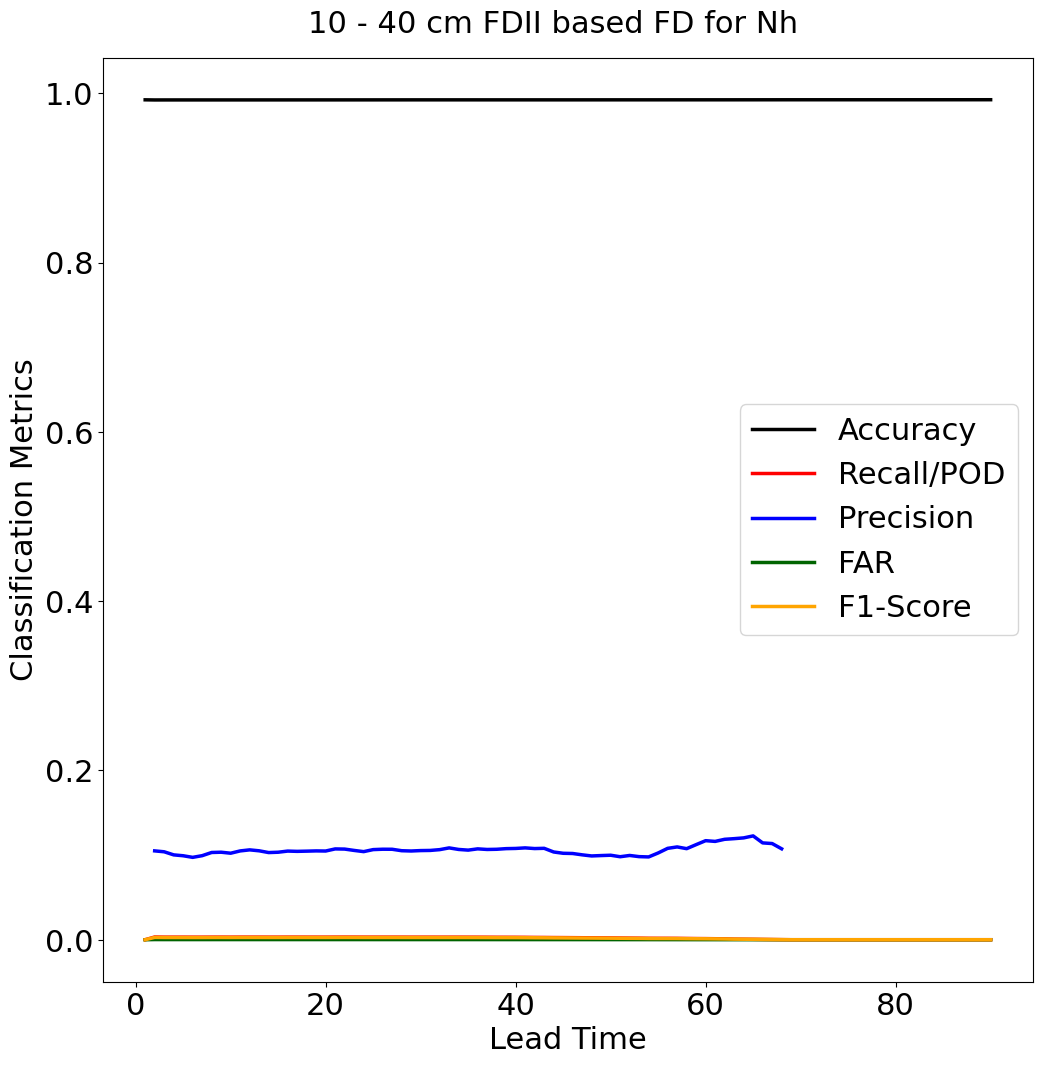 10 - 40 cm FDII based FD for Nh
1.0
0.8
0.6
0.4
0.2
0.0
Classification Metrics
Accuracy
Recall/POD
Precision
FAR
F1-Score
0 20 40 60 80
Lead Time